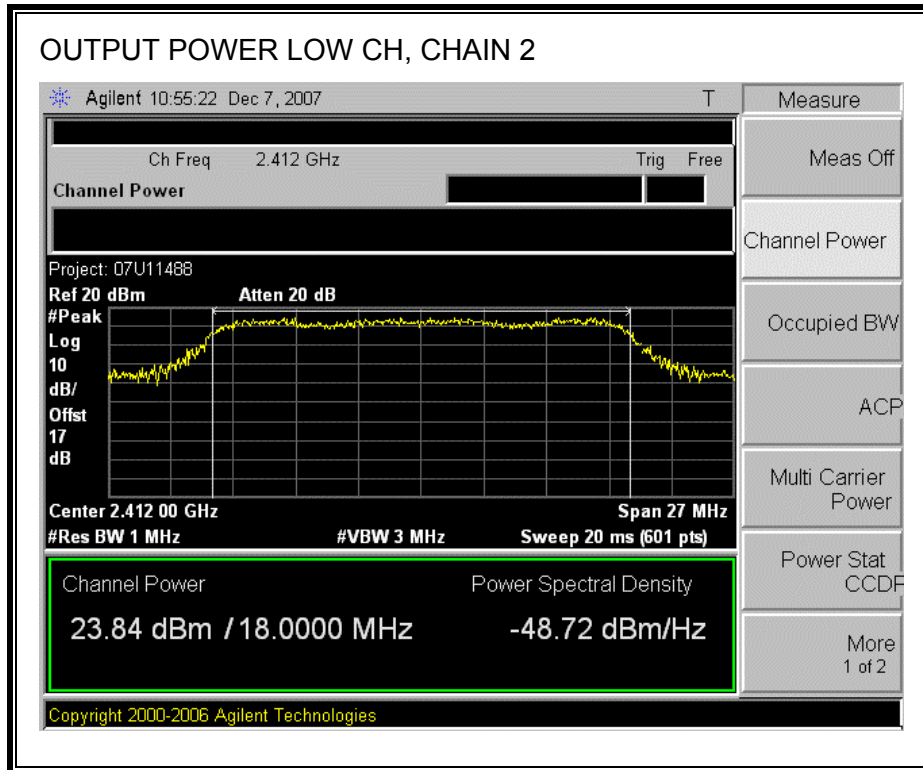 OUTPUT POWER LOW CH, CHAIN 2
Agilent 10:55:22 Dec 7, 2007 T
Measure
Ch Freq 2.412 GHz Trig Free
Channel Power
Project: 07U11488
Ref 20 dBm Atten 20 dB
#Peak
Log
10
dB/
Offst
17
dB
Center 2.412 00 GHz Span 27 MHz
#Res BW 1 MHz #VBW 3 MHz Sweep 20 ms (601 pts)
Channel Power Power Spectral Density
23.84 dBm / 18.0000 MHz -48.72 dBm/Hz
Meas Off
Channel Power
Occupied BW
ACP
Multi Carrier
Power
Power Stat
CCDF
More
1 of 2
Copyright 2000-2006 Agilent Technologies